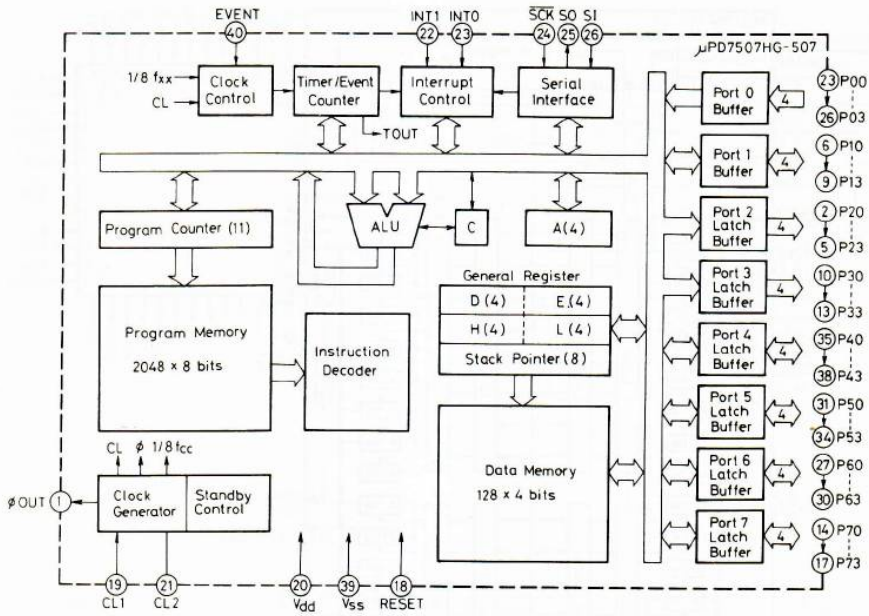 EVENT INT1 INT0 SCK SO SI
40 22 23 24 25 26
μPD7507HG-507
1/8 fxx
CL
Clock
Control
Timer/Event
Counter
Interrupt
Control
Serial
Interface
TOUT
Port 0
Buffer
4
23 P00
26 P03
Port 1
Buffer
4
6 P10
9 P13
Program Counter (11)
ALU
C
A(4)
Port 2
Latch
Buffer
4
2 P20
5 P23
General Register
D(4) E(4)
H(4) L(4)
Stack Pointer (8)
Port 3
Latch
Buffer
4
10 P30
13 P33
Program Memory
2048 × 8 bits
Instruction
Decoder
Port 4
Latch
Buffer
4
35 P40
38 P43
Port 5
Latch
Buffer
4
31 P50
34 P53
Data Memory
128 × 4 bits
Port 6
Latch
Buffer
4
27 P60
30 P63
CL φ 1/8 fcc
φOUT 1
Clock
Generator
Standby
Control
Port 7
Latch
Buffer
4
14 P70
17 P73
19 21 20 39 18
CL1 CL2 Vdd Vss RESET